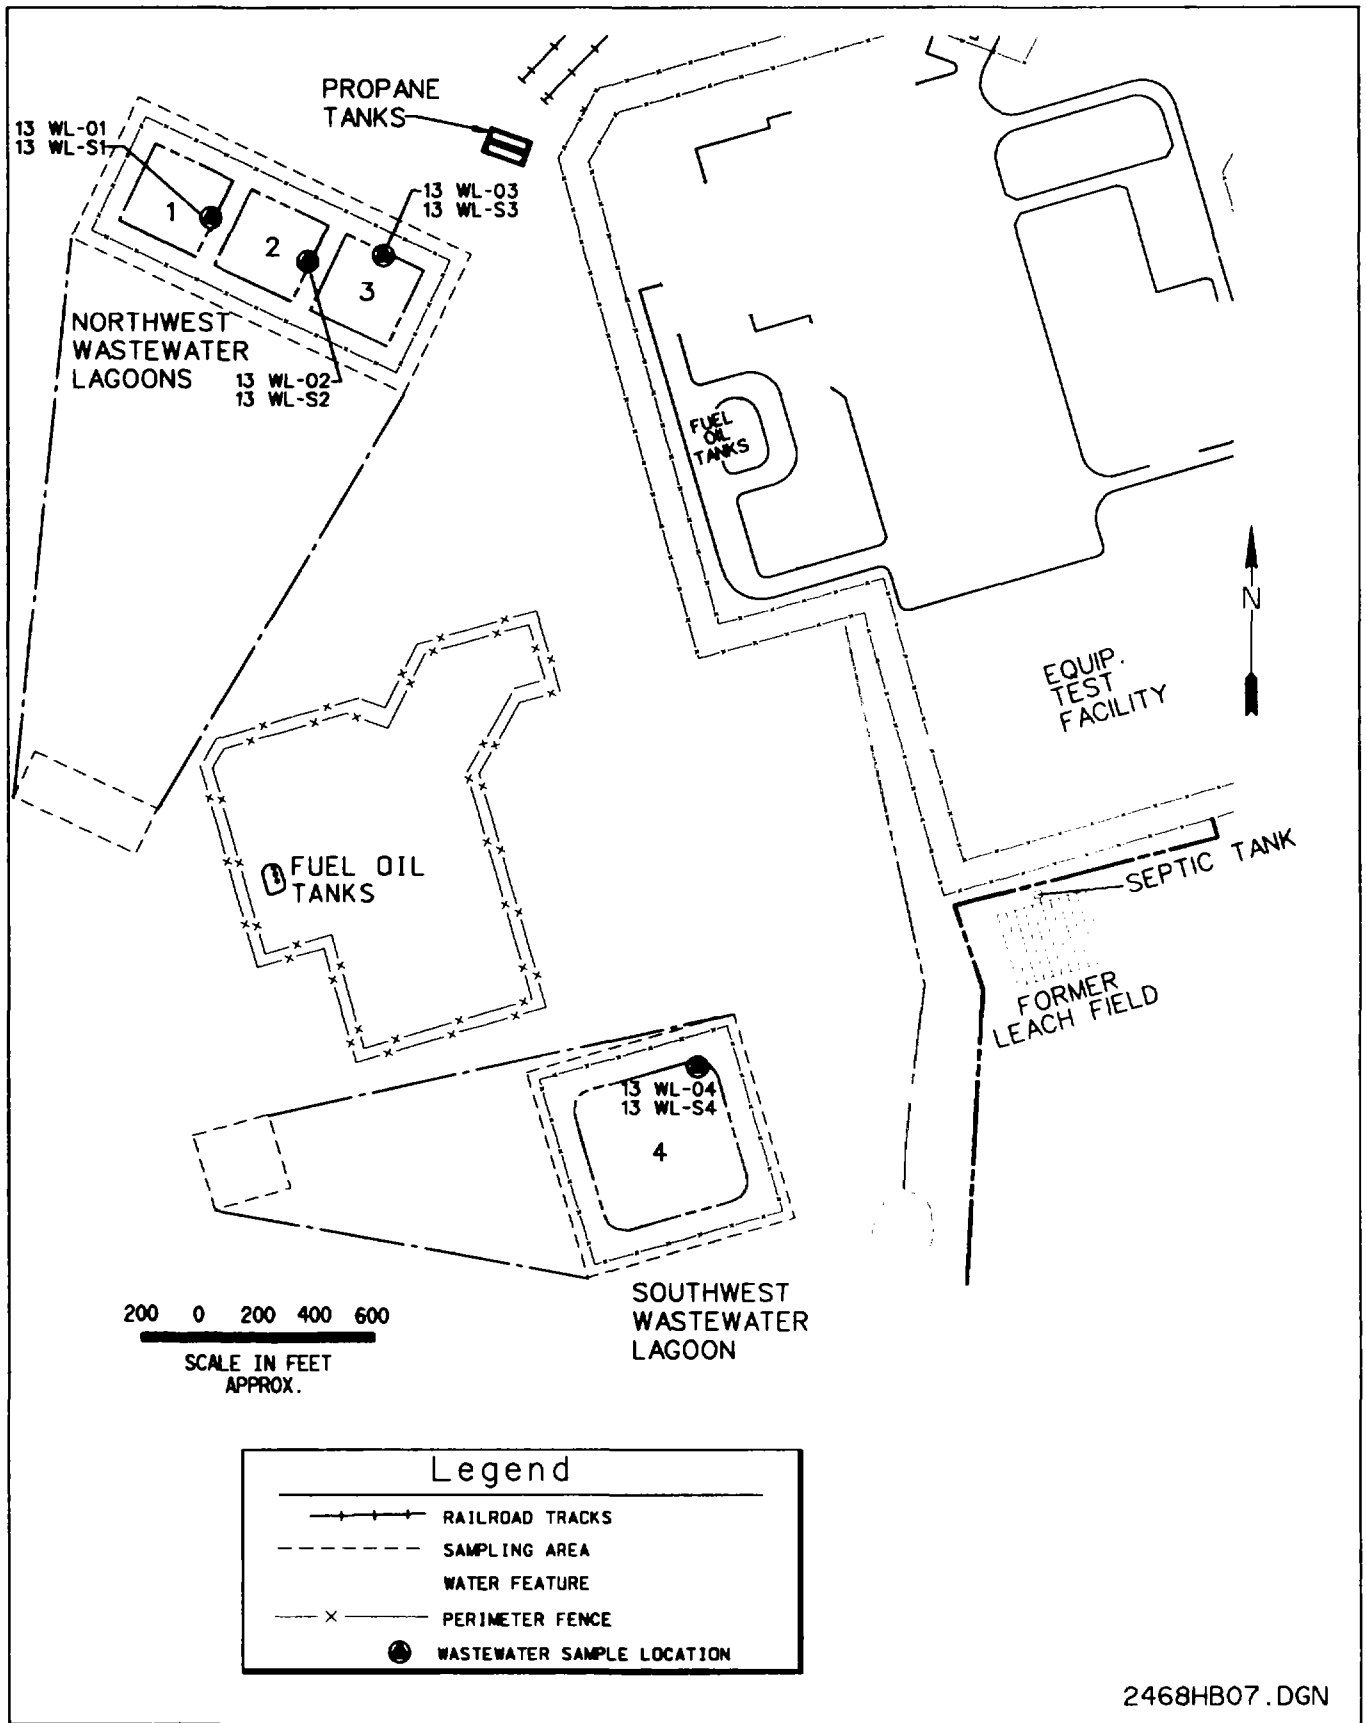 PROPANE
TANKS
13 WL-01
13 WL-S1
13 WL-03
13 WL-S3
1
2
3
NORTHWEST
WASTEWATER
LAGOONS
13 WL-02
13 WL-S2
FUEL
OIL
TANKS
N
EQUIP.
TEST
FACILITY
SEPTIC TANK
FUEL OIL
TANKS
FORMER
LEACH FIELD
13 WL-04
13 WL-S4
4
SOUTHWEST
WASTEWATER
LAGOON
200 0 200 400 600
SCALE IN FEET
APPROX.
Legend
RAILROAD TRACKS
SAMPLING AREA
WATER FEATURE
PERIMETER FENCE
WASTEWATER SAMPLE LOCATION
2468HB07.DGN